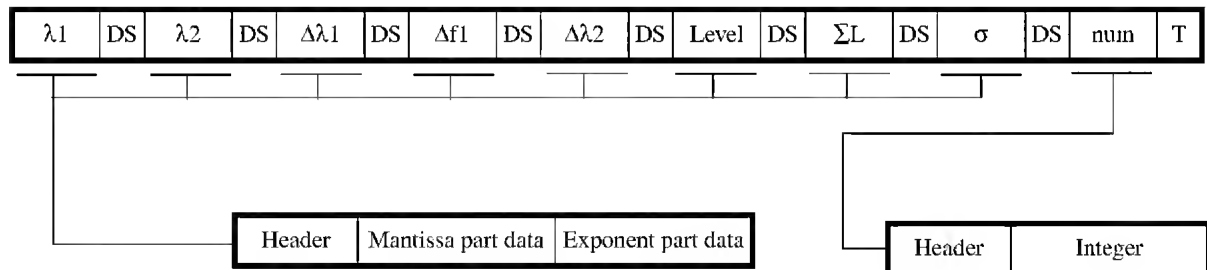 λ1 DS λ2 DS Δλ1 DS Δf1 DS Δλ2 DS Level DS ΣL DS σ DS num T
Header Mantissa part data Exponent part data
Header Integer